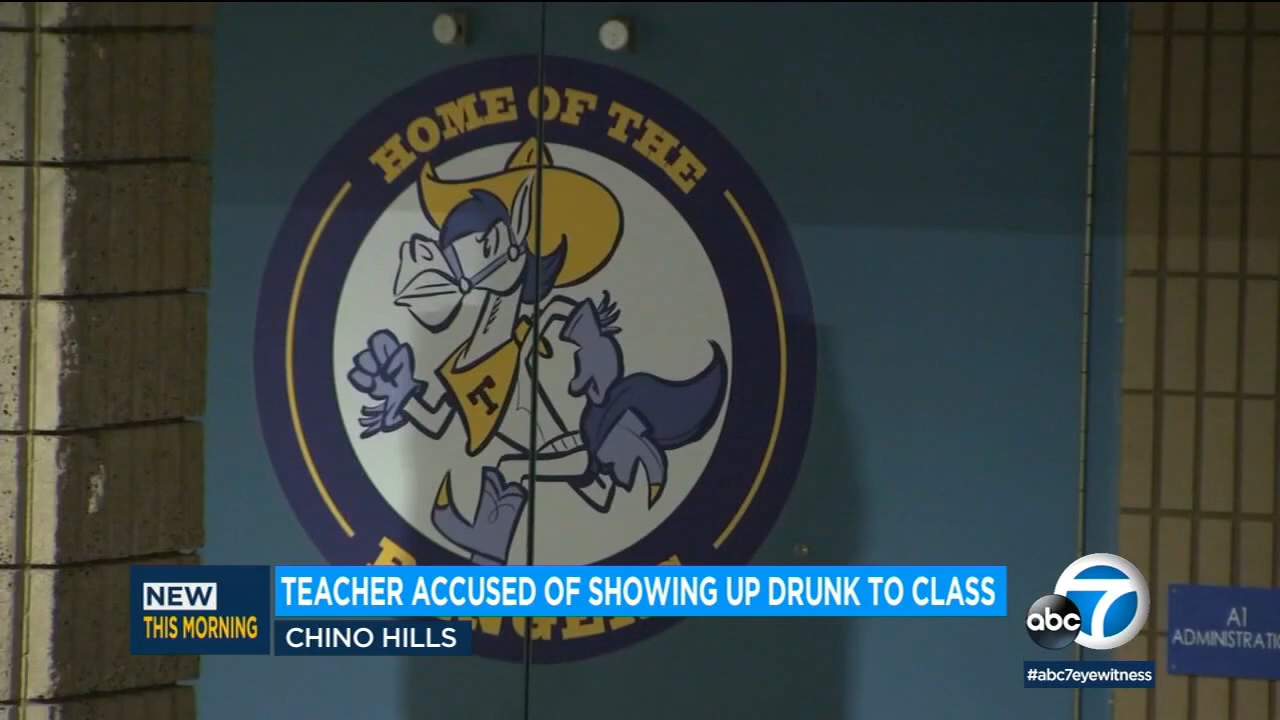 HOME OF THE
T
NEW
THIS MORNING
TEACHER ACCUSED OF SHOWING UP DRUNK TO CLASS
CHINO HILLS
abc 7
#abc7eyewitness
A1